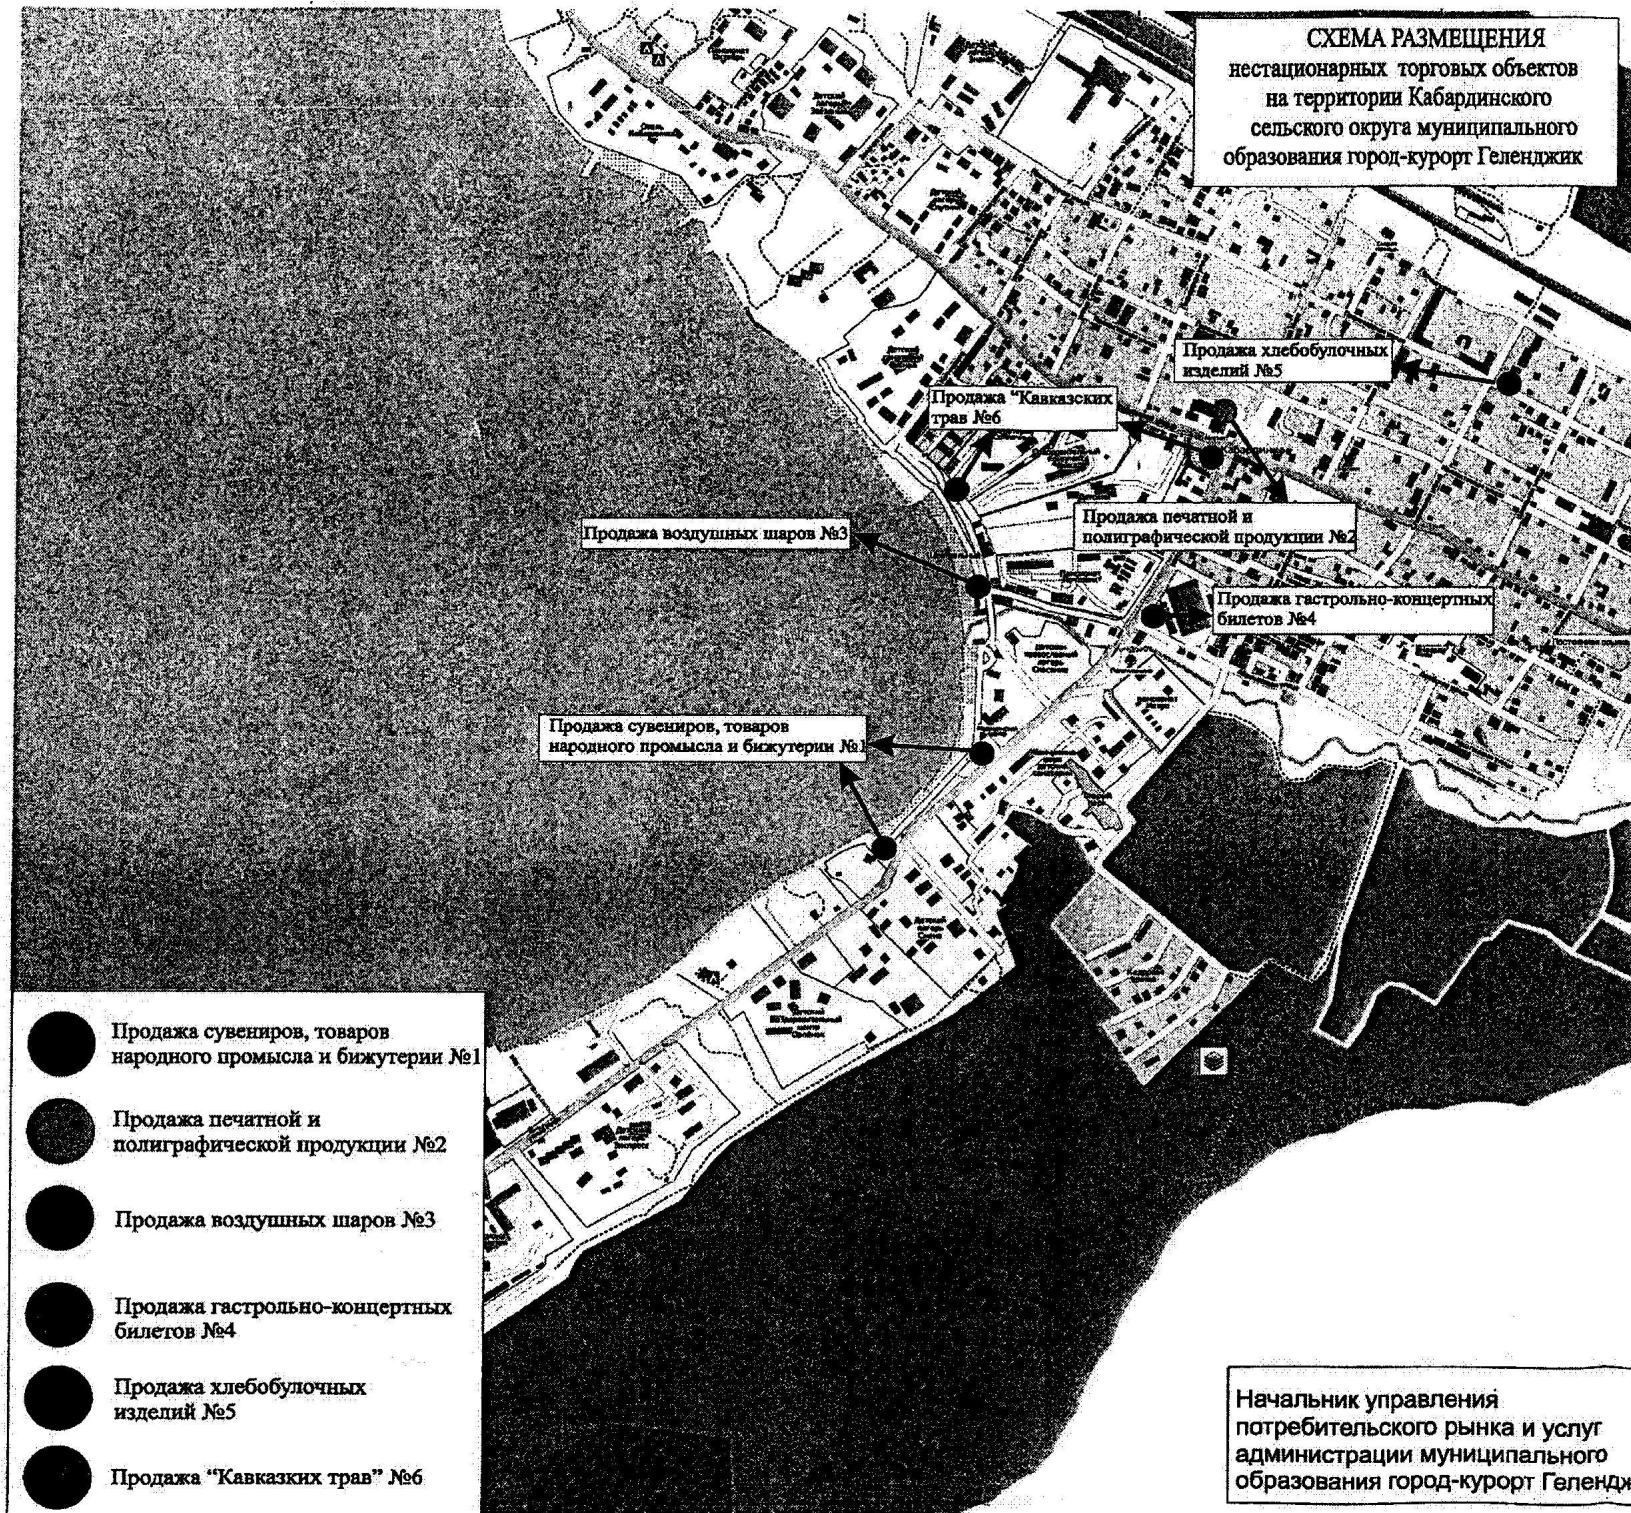 СХЕМА РАЗМЕЩЕНИЯ
нестационарных торговых объектов
на территории Кабардинского
сельского округа муниципального
образования город-курорт Геленджик
Продажа хлебобулочных
изделий №5
Продажа “Кавказских
трав №6
Продажа печатной и
полиграфической продукции №2
Продажа воздушных шаров №3
Продажа гастрольно-концертных
билетов №4
Продажа сувениров, товаров
народного промысла и бижутерии №1
Продажа сувениров, товаров
народного промысла и бижутерии №1
Продажа печатной и
полиграфической продукции №2
Продажа воздушных шаров №3
Продажа гастрольно-концертных
билетов №4
Продажа хлебобулочных
изделий №5
Продажа “Кавказких трав” №6
Начальник управления
потребительского рынка и услуг
администрации муниципального
образования город-курорт Геленджи